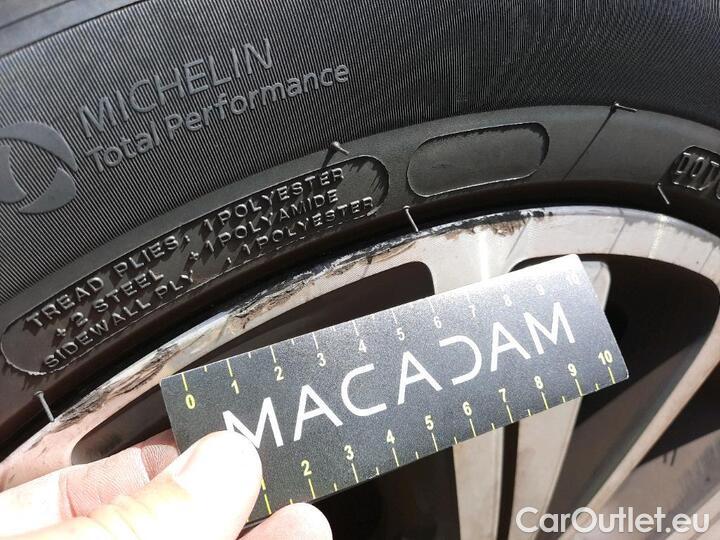 MICHELIN
Total Performance
TREAD PLIES: 1 POLYESTER
+ 2 STEEL + 1 POLYAMIDE
SIDEWALL PLY : 1 POLYESTER
0 1 2 3 4 5 6 7 8 9 10
MACADAM
2 3 4 5 6 7 8 9 10
CarOutlet.eu